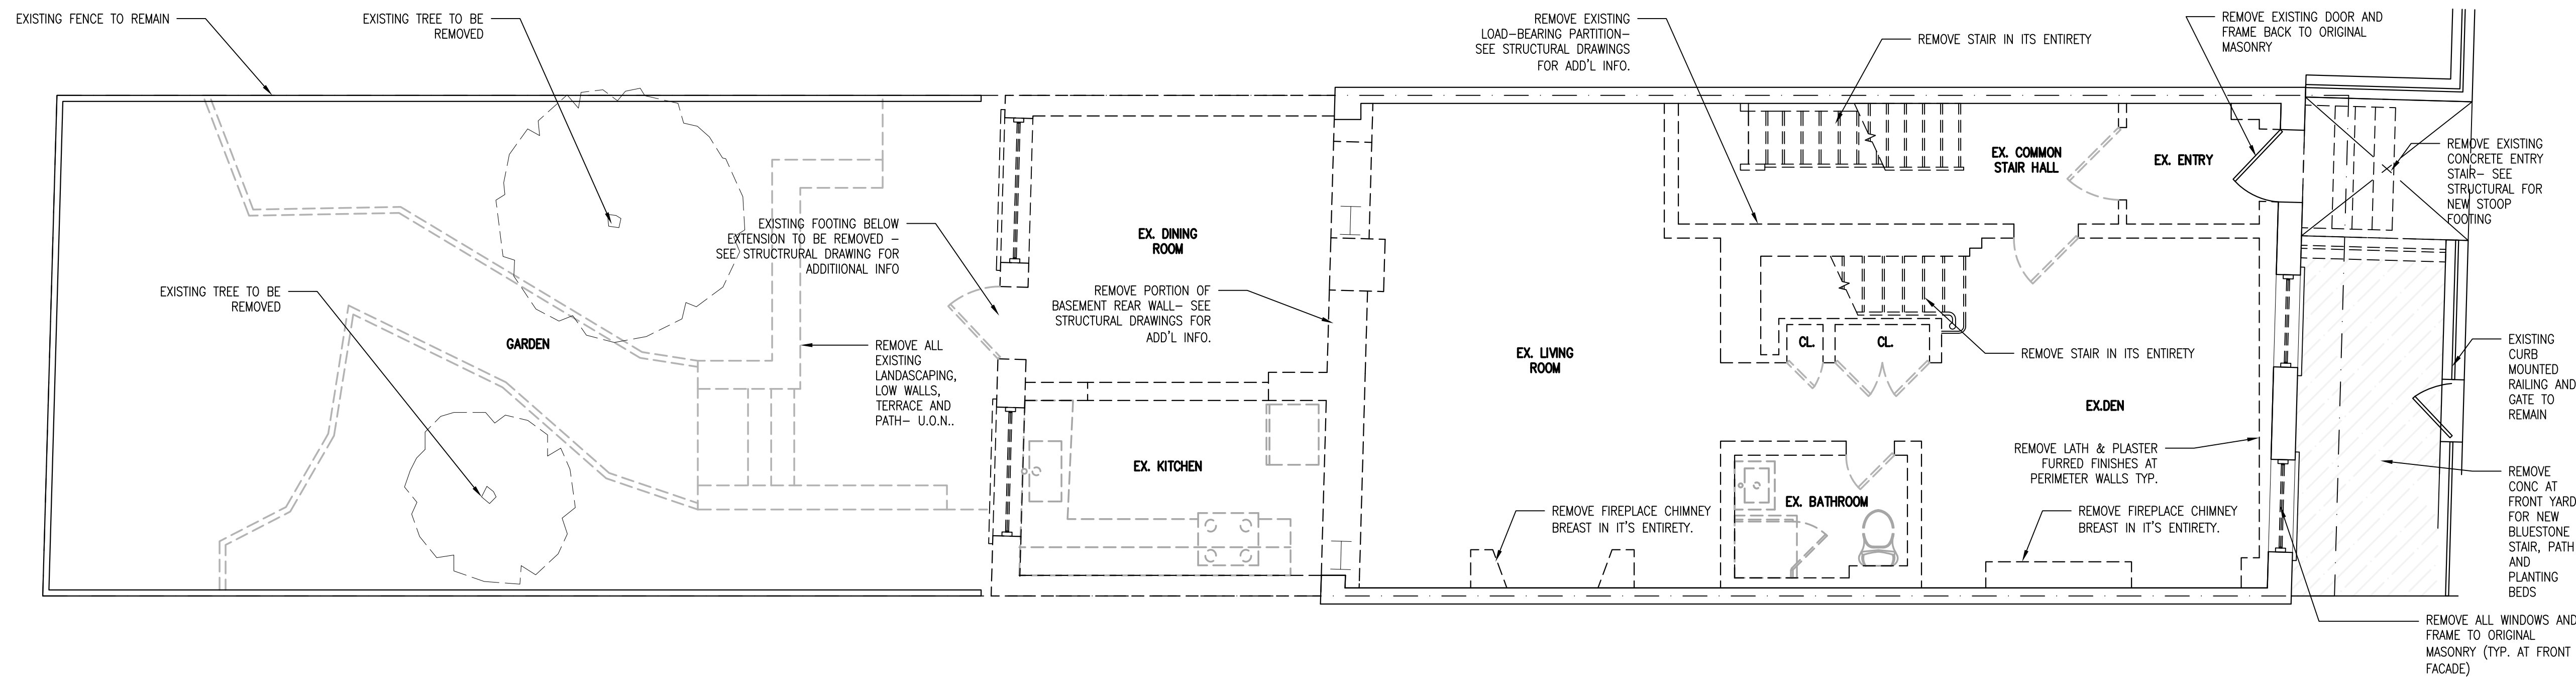 EXISTING FENCE TO REMAIN
EXISTING TREE TO BE
REMOVED
REMOVE EXISTING
LOAD-BEARING PARTITION-
SEE STRUCTURAL DRAWINGS
FOR ADD'L INFO.
REMOVE STAIR IN ITS ENTIRETY
REMOVE EXISTING DOOR AND
FRAME BACK TO ORIGINAL
MASONRY
REMOVE EXISTING
CONCRETE ENTRY
STAIR- SEE
STRUCTURAL FOR
NEW STOOP
FOOTING
EX. COMMON
STAIR HALL
EX. ENTRY
EXISTING FOOTING BELOW
EXTENSION TO BE REMOVED -
SEE STRUCTRURAL DRAWING FOR
ADDITIIONAL INFO
EX. DINING
ROOM
EXISTING TREE TO BE
REMOVED
REMOVE PORTION OF
BASEMENT REAR WALL- SEE
STRUCTURAL DRAWINGS FOR
ADD'L INFO.
GARDEN
REMOVE ALL
EXISTING
LANDASCAPING,
LOW WALLS,
TERRACE AND
PATH- U.O.N..
EX. LIVING
ROOM
CL.
CL.
REMOVE STAIR IN ITS ENTIRETY
EXISTING
CURB
MOUNTED
RAILING AND
GATE TO
REMAIN
EX.DEN
EX. KITCHEN
REMOVE LATH & PLASTER
FURRED FINISHES AT
PERIMETER WALLS TYP.
EX. BATHROOM
REMOVE FIREPLACE CHIMNEY
BREAST IN IT'S ENTIRETY.
REMOVE FIREPLACE CHIMNEY
BREAST IN IT'S ENTIRETY.
REMOVE
CONC AT
FRONT YARD
FOR NEW
BLUESTONE
STAIR, PATH
AND
PLANTING
BEDS
REMOVE ALL WINDOWS AND
FRAME TO ORIGINAL
MASONRY (TYP. AT FRONT
FACADE)